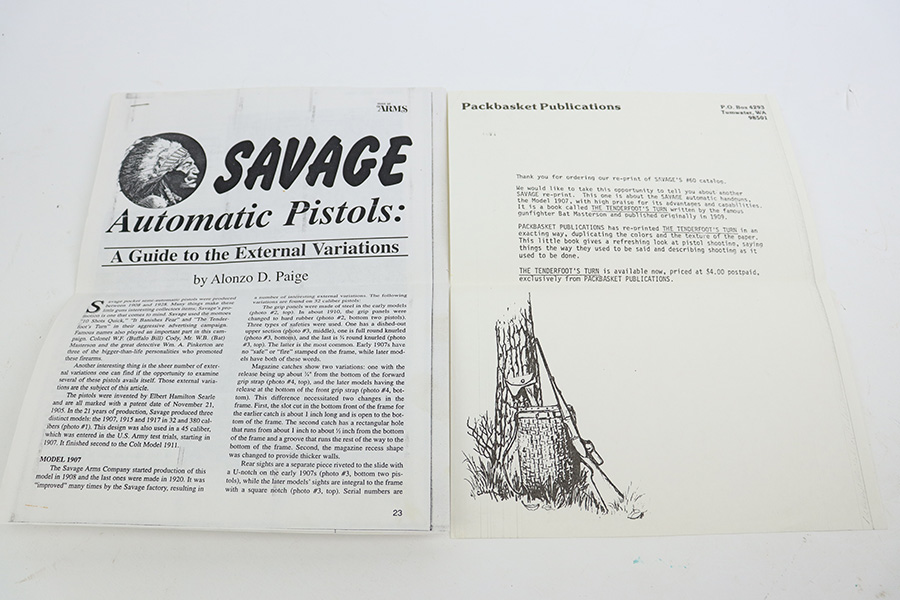 ARMS
SAVAGE
Automatic Pistols:
A Guide to the External Variations
by Alonzo D. Paige
Savage pocket semi-automatic pistols were produced
between 1908 and 1928. Many things make these
little guns interesting collectors items; Savage's pro-
motion is one that comes to mind. Savage used the mottoes
"10 Shots Quick," "It Banishes Fear" and "The Tender-
foot's Turn" in their aggressive advertising campaign.
Famous names also played an important part in this cam-
paign. Colonel W.F. (Buffalo Bill) Cody, Mr. W.B. (Bat)
Masterson and the great detective Wm. A. Pinkerton are
three of the bigger-than-life personalities who promoted
these firearms.
Another interesting thing is the sheer number of exter-
nal variations one can find if the opportunity to examine
several of these pistols avails itself. Those external varia-
tions are the subject of this article.
The pistols were invented by Elbert Hamilton Searle
and are all marked with a patent date of November 21,
1905. In the 21 years of production, Savage produced three
distinct models: the 1907, 1915 and 1917 in 32 and 380 cal-
ibers (photo #1). This design was also used in a 45 caliber,
which was entered in the U.S. Army test trials, starting in
1907. It finished second to the Colt Model 1911.
MODEL 1907
The Savage Arms Company started production of this
model in 1908 and the last ones were made in 1920. It was
"improved" many times by the Savage factory, resulting in
a number of interesting external variations. The following
variations are found on 32 caliber pistols:
The grip panels were made of steel in the early models
(photo #2, top). In about 1910, the grip panels were
changed to hard rubber (photo #2, bottom two pistols).
Three types of safeties were used. One has a dished-out
upper section (photo #3, middle), one is full round knurled
(photo #3, bottom), and the last is ¾ round knurled (photo
#3, top). The latter is the most common. Early 1907s have
no "safe" or "fire" stamped on the frame, while later mod-
els have both of these words.
Magazine catches show two variations: one with the
release being up about ¾" from the bottom of the forward
grip strap (photo #4, top), and the later models having the
release at the bottom of the front grip strap (photo #4, bot-
tom). This difference necessitated two changes in the
frame. First, the slot cut in the bottom front of the frame for
the earlier catch is about 1 inch long and is open to the bot-
tom of the frame. The second catch has a rectangular hole
that runs from about 1 inch to about ½ inch from the bottom
of the frame and a groove that runs the rest of the way to the
bottom of the frame. Second, the magazine recess shape
was changed to provide thicker walls.
Rear sights are a separate piece riveted to the slide with
a U-notch on the early 1907s (photo #3, bottom two pis-
tols), while the later models' sights are integral to the frame
with a square notch (photo #3, top). Serial numbers are
23
Packbasket Publications
P.O. Box 4295
Tumwater, WA
98501
Thank you for ordering our re-print of SAVAGE'S #60 catalog.
We would like to take this opportunity to tell you about another
SAVAGE re-print. This one is about the SAVAGE automatic handguns,
the Model 1907, with high praise for its advantages and capabilities.
It is a book called THE TENDERFOOT'S TURN written by the famous
gunfighter Bat Masterson and published originally in 1909.
PACKBASKET PUBLICATIONS has re-printed THE TENDERFOOT'S TURN in an
exacting way, duplicating the colors and the texture of the paper.
This little book gives a refreshing look at pistol shooting, saying
things the way they used to be said and describing shooting as it
used to be done.
THE TENDERFOOT'S TURN is available now, priced at $4.00 postpaid,
exclusively from PACKBASKET PUBLICATIONS.